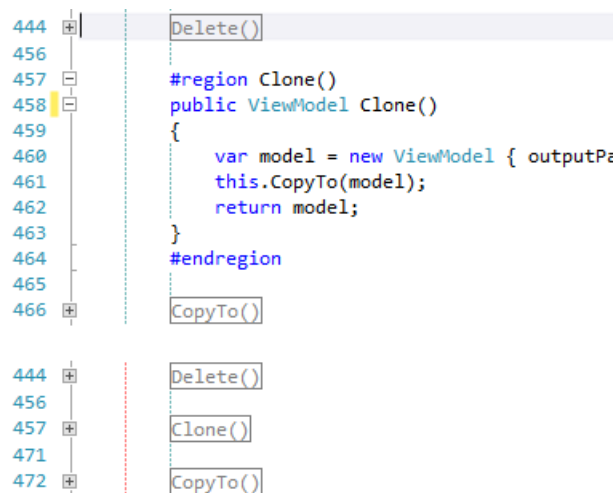 444 Delete()
456
457 #region Clone()
458 public ViewModel Clone()
459 {
460 var model = new ViewModel { outputPa
461 this.CopyTo(model);
462 return model;
463 }
464 #endregion
465
466 CopyTo()
444 Delete()
456
457 Clone()
471
472 CopyTo()